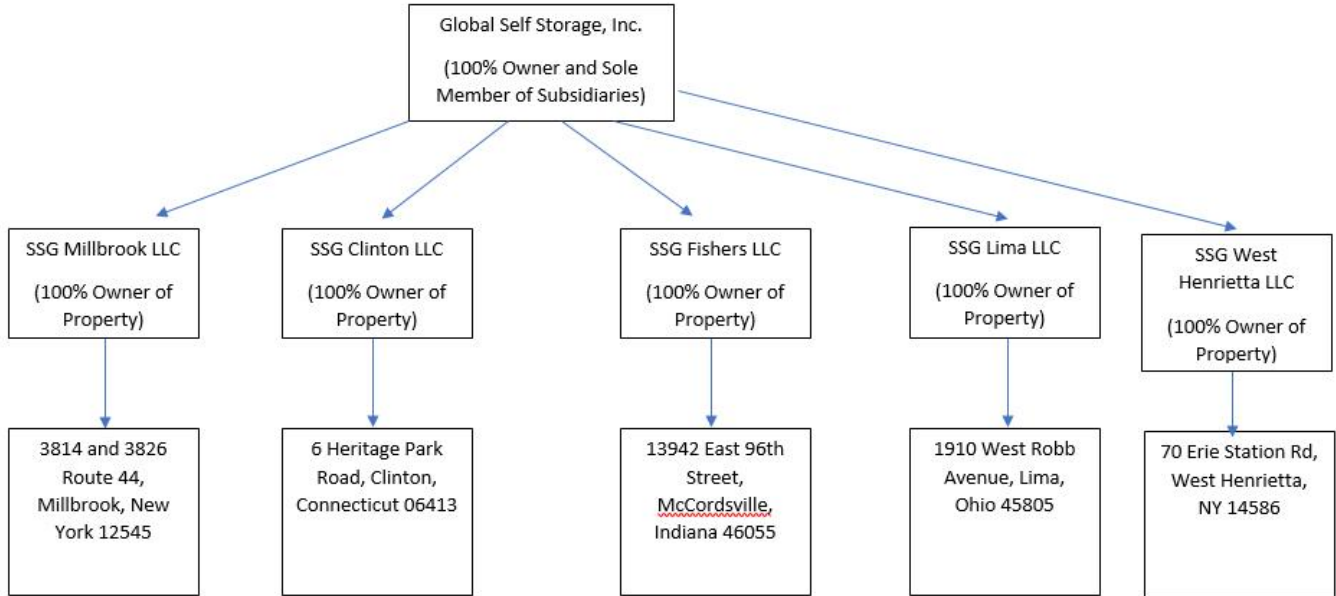 Global Self Storage, Inc.
(100% Owner and Sole
Member of Subsidiaries)
SSG Millbrook LLC
(100% Owner of
Property)
SSG Clinton LLC
(100% Owner of
Property)
SSG Fishers LLC
(100% Owner of
Property)
SSG Lima LLC
(100% Owner of
Property)
SSG West
Henrietta LLC
(100% Owner of
Property)
3814 and 3826
Route 44,
Millbrook, New
York 12545
6 Heritage Park
Road, Clinton,
Connecticut 06413
13942 East 96th
Street,
McCordsville,
Indiana 46055
1910 West Robb
Avenue, Lima,
Ohio 45805
70 Erie Station Rd,
West Henrietta,
NY 14586